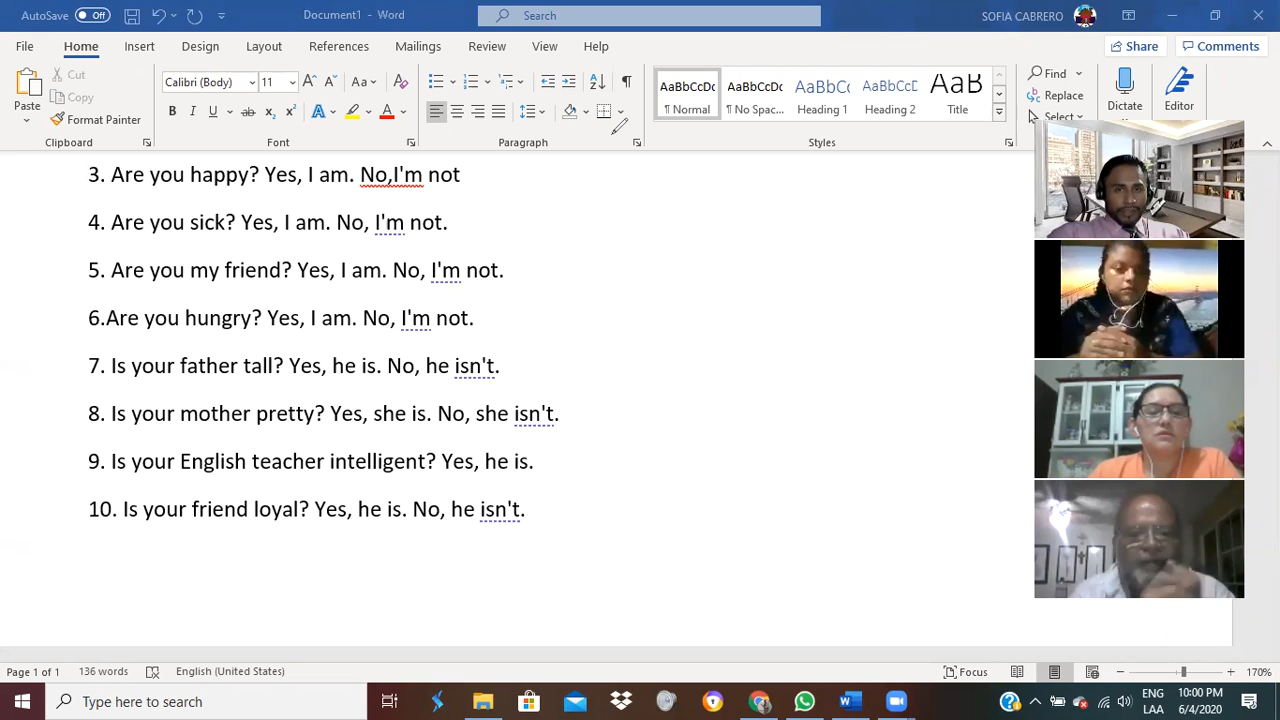 AutoSave Off Document1 - Word Search SOFIA CABRERO
File Home Insert Design Layout References Mailings Review View Help Share Comments
Paste Cut Copy Format Painter
Calibri (Body) 11
AaBbCcDc AaBbCcDc AaBbCc AaBbCcE AaB
¶ Normal ¶ No Spac... Heading 1 Heading 2 Title
Find Replace Select Dictate Editor
Clipboard Font Paragraph Styles
3. Are you happy? Yes, I am. No,I'm not
4. Are you sick? Yes, I am. No, I'm not.
5. Are you my friend? Yes, I am. No, I'm not.
6.Are you hungry? Yes, I am. No, I'm not.
7. Is your father tall? Yes, he is. No, he isn't.
8. Is your mother pretty? Yes, she is. No, she isn't.
9. Is your English teacher intelligent? Yes, he is.
10. Is your friend loyal? Yes, he is. No, he isn't.
Page 1 of 1 136 words English (United States) Focus 170%
Type here to search ENG 10:00 PM
LAA 6/4/2020